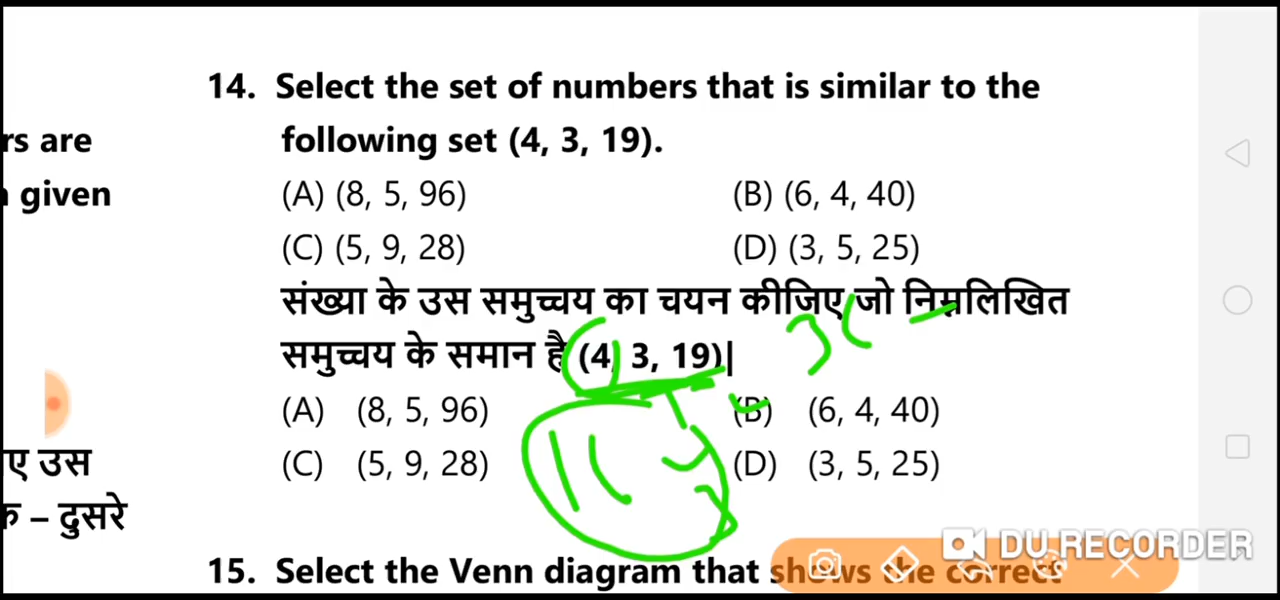 14. Select the set of numbers that is similar to the
rs are following set (4, 3, 19).
given (A) (8, 5, 96) (B) (6, 4, 40)
(C) (5, 9, 28) (D) (3, 5, 25)
संख्या के उस समुच्चय का चयन कीजिए जो निम्नलिखित
समुच्चय के समान है (4, 3, 19)|
(A) (8, 5, 96) (B) (6, 4, 40)
ए उस (C) (5, 9, 28) (D) (3, 5, 25)
– दुसरे
DU RECORDER
15. Select the Venn diagram that shows the correct